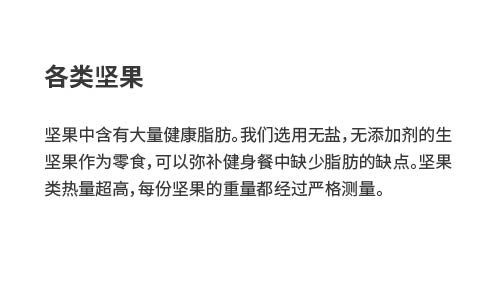 各类坚果
坚果中含有大量健康脂肪。我们选用无盐，无添加剂的生
坚果作为零食，可以弥补健身餐中缺少脂肪的缺点。坚果
类热量超高，每份坚果的重量都经过严格测量。